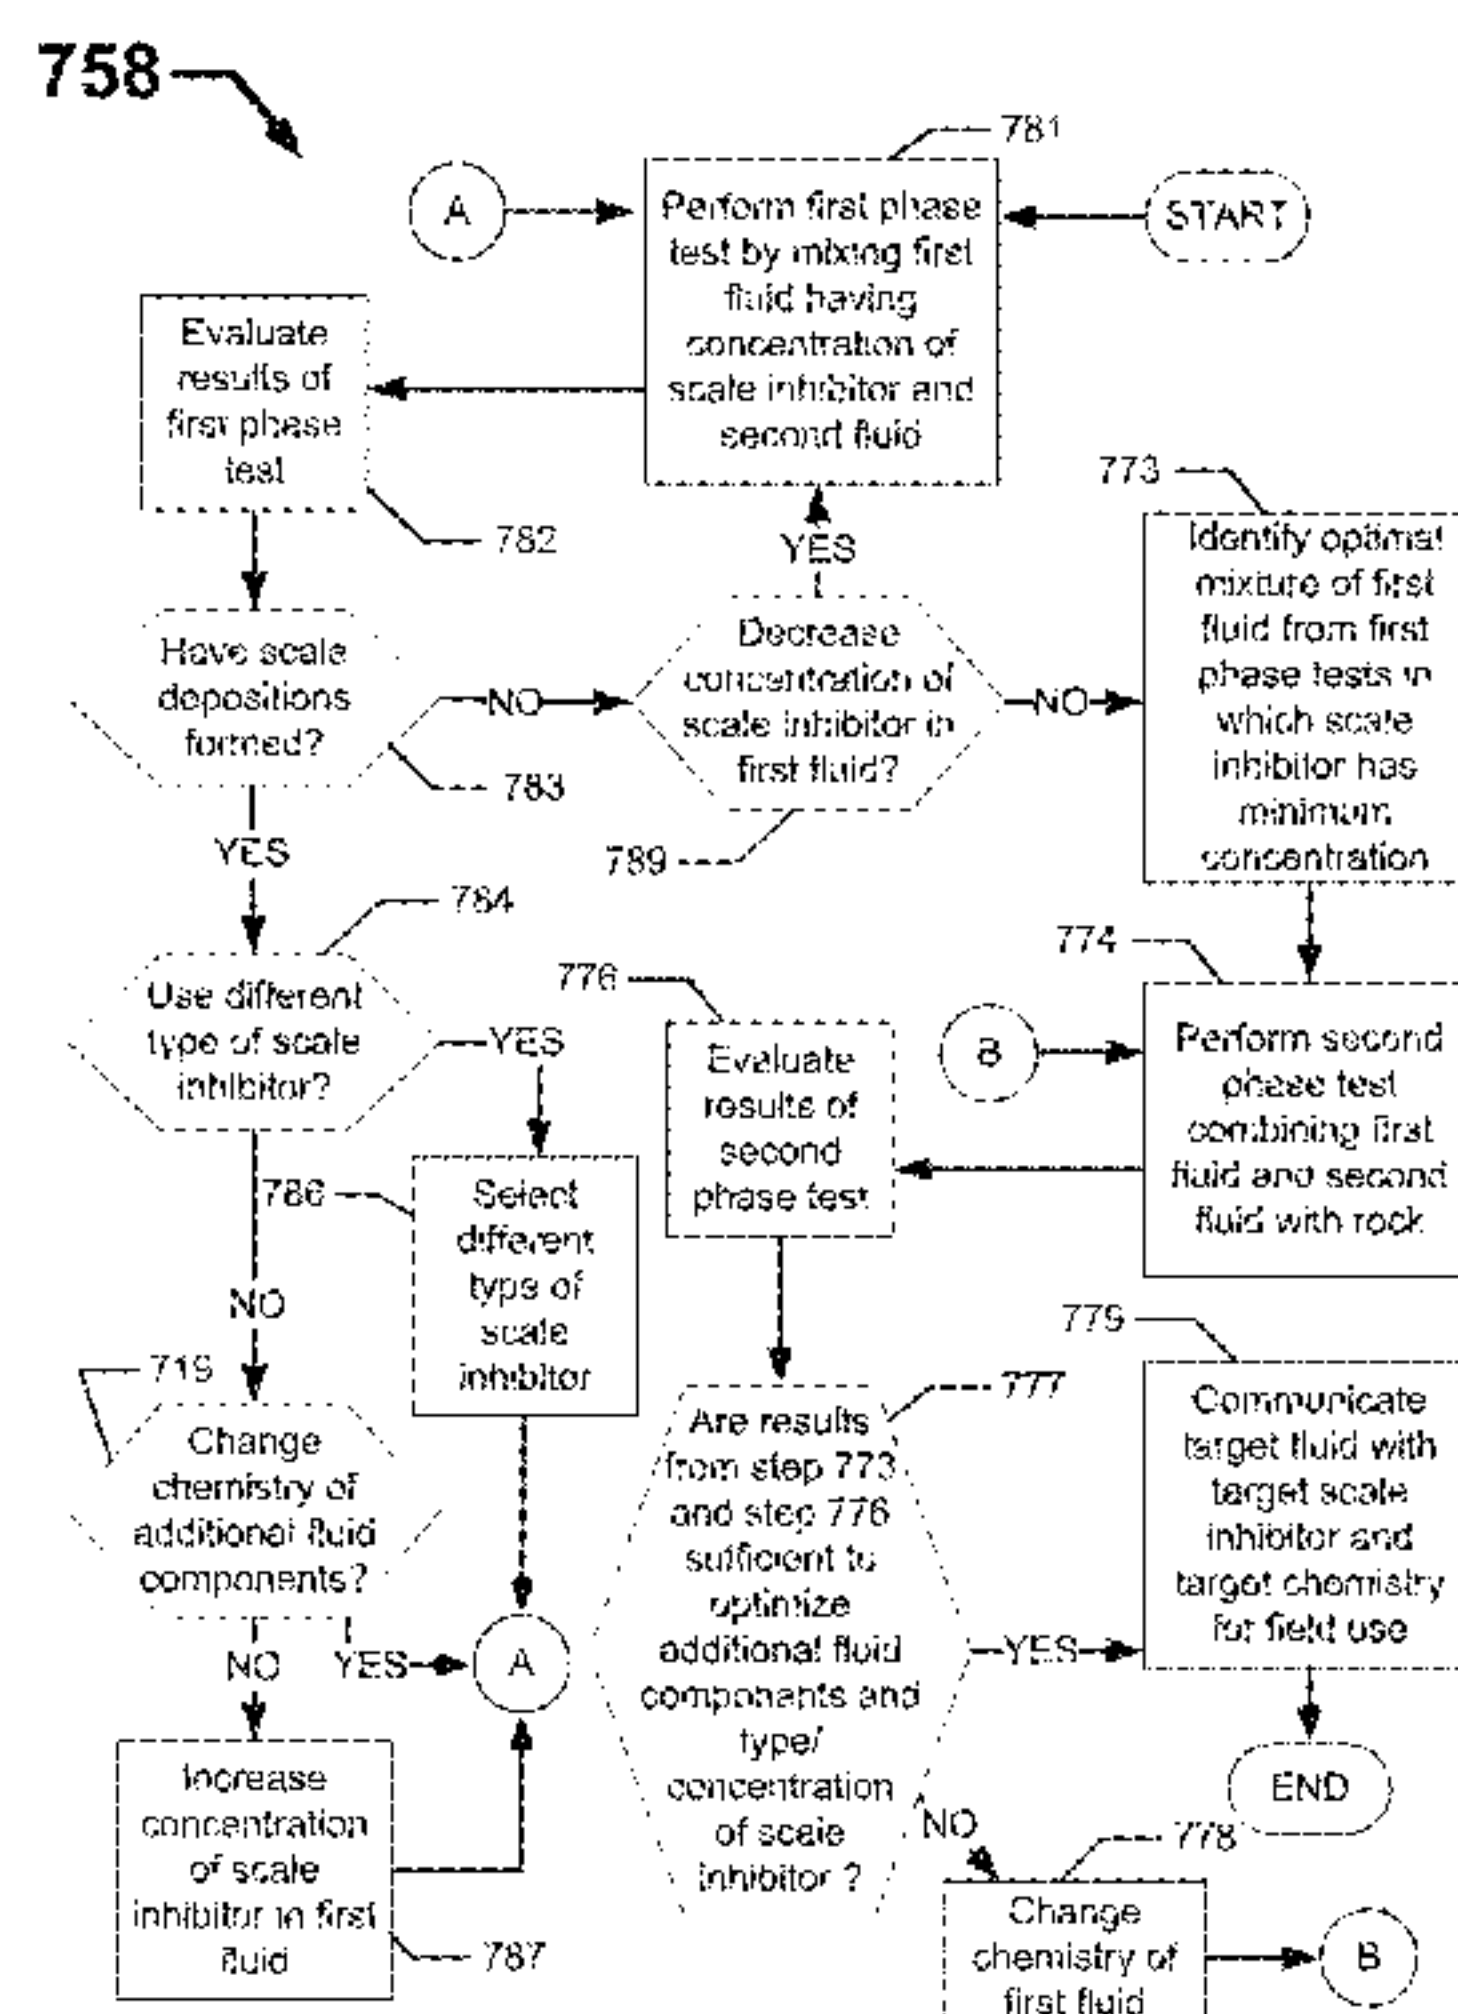 758
781
A
Perform first phase
test by mixing first
fluid having
concentration of
scale inhibitor and
second fluid
START
Evaluate
results of
first phase
test
782
YES
773
Identify optimal
mixture of first
fluid from first
phase tests in
which scale
inhibitor has
minimum
concentration
Have scale
depositions
formed?
783
NO
Decrease
concentration of
scale inhibitor in
first fluid?
789
NO
YES
784
Use different
type of scale
inhibitor?
YES
776
Evaluate
results of
second
phase test
774
B
Perform second
phase test
combining first
fluid and second
fluid with rock
786
Select
different
type of
scale
inhibitor
NO
719
Change
chemistry of
additional fluid
components?
777
Are results
from step 773
and step 776
sufficient to
optimize
additional fluid
components and
type/
concentration
of scale
inhibitor ?
779
Communicate
target fluid with
target scale
inhibitor and
target chemistry
for field use
NO
YES
A
YES
END
Increase
concentration
of scale
inhibitor in first
fluid
787
NO
778
Change
chemistry of
first fluid
B